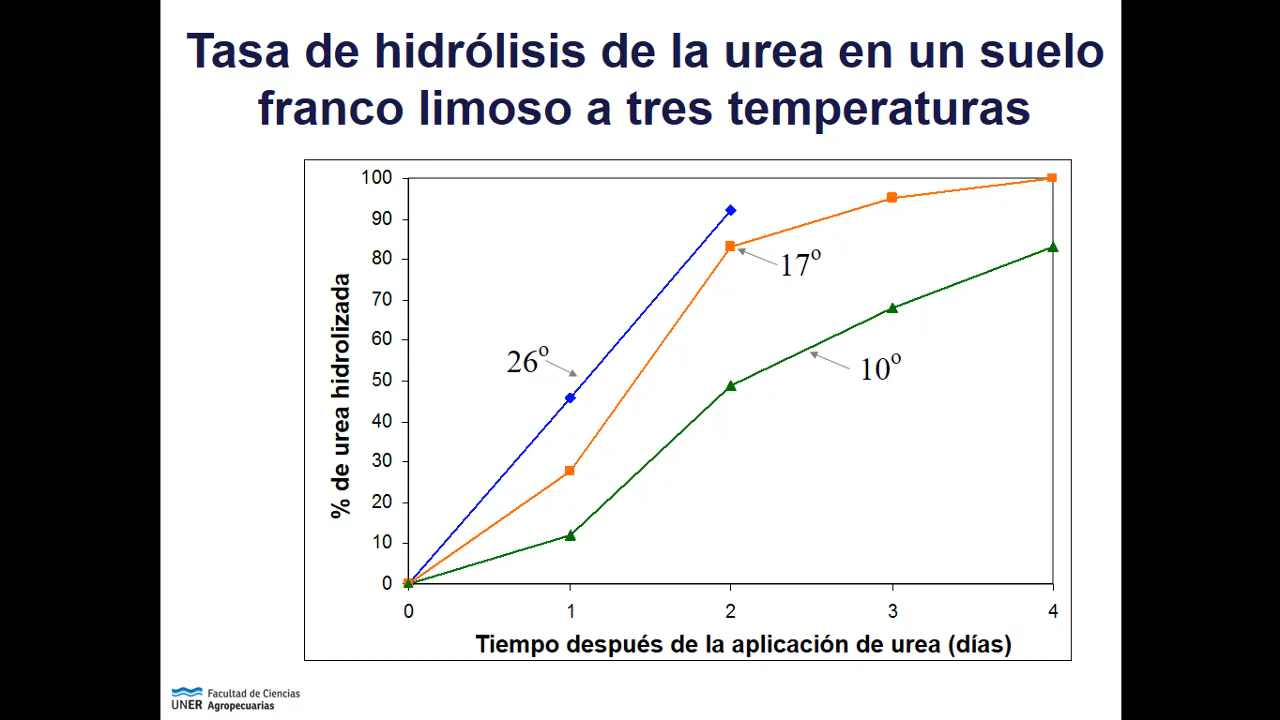 Tasa de hidrólisis de la urea en un suelo
franco limoso a tres temperaturas
% de urea hidrolizada
100
90
80
70
60
50
40
30
20
10
0
26º
17º
10º
0 1 2 3 4
Tiempo después de la aplicación de urea (días)
UNER
Facultad de Ciencias
Agropecuarias